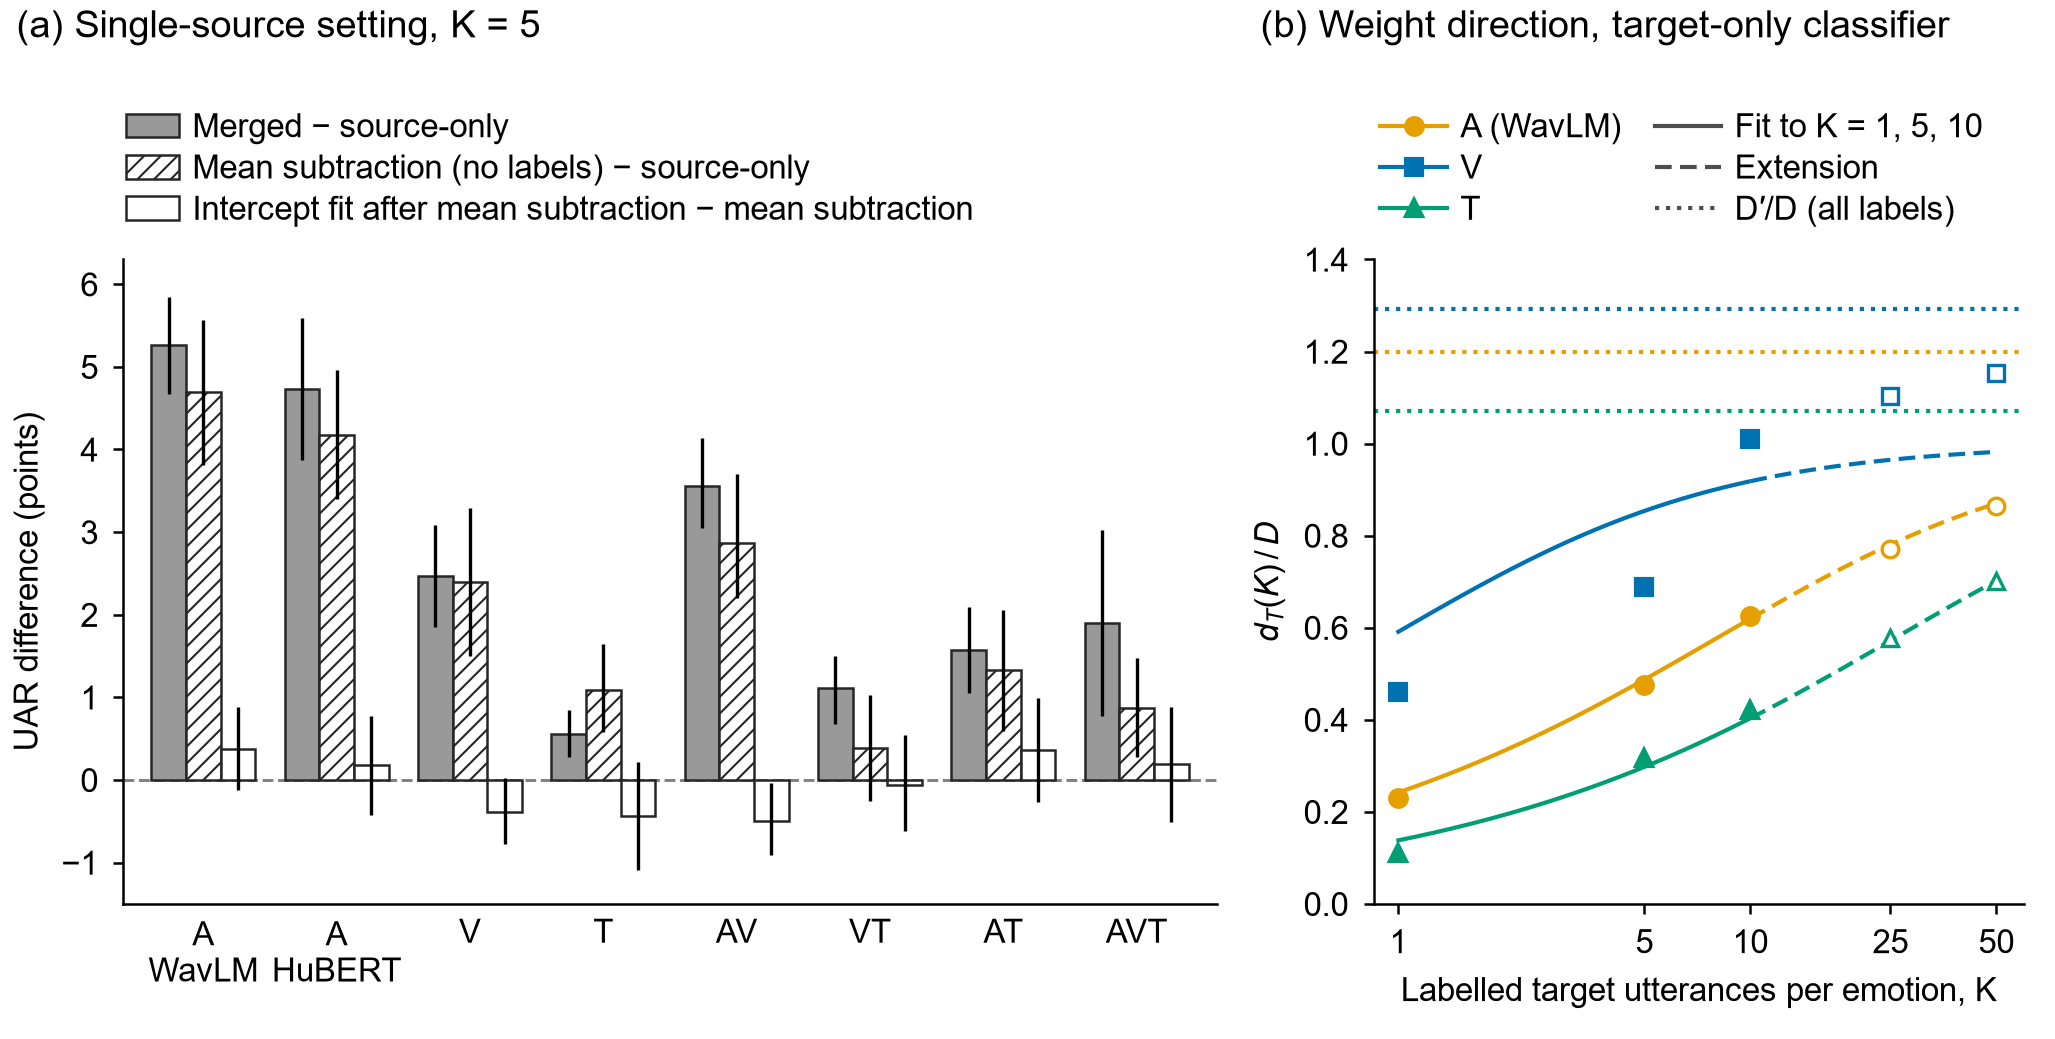 (a) Single-source setting, K = 5
Merged − source-only
Mean subtraction (no labels) − source-only
Intercept fit after mean subtraction − mean subtraction
UAR difference (points)
6
5
4
3
2
1
0
−1
A WavLM
A HuBERT
V
T
AV
VT
AT
AVT
(b) Weight direction, target-only classifier
A (WavLM)
V
T
Fit to K = 1, 5, 10
Extension
D′/D (all labels)
d_T(K) / D
1.4
1.2
1.0
0.8
0.6
0.4
0.2
0.0
1 5 10 25 50
Labelled target utterances per emotion, K